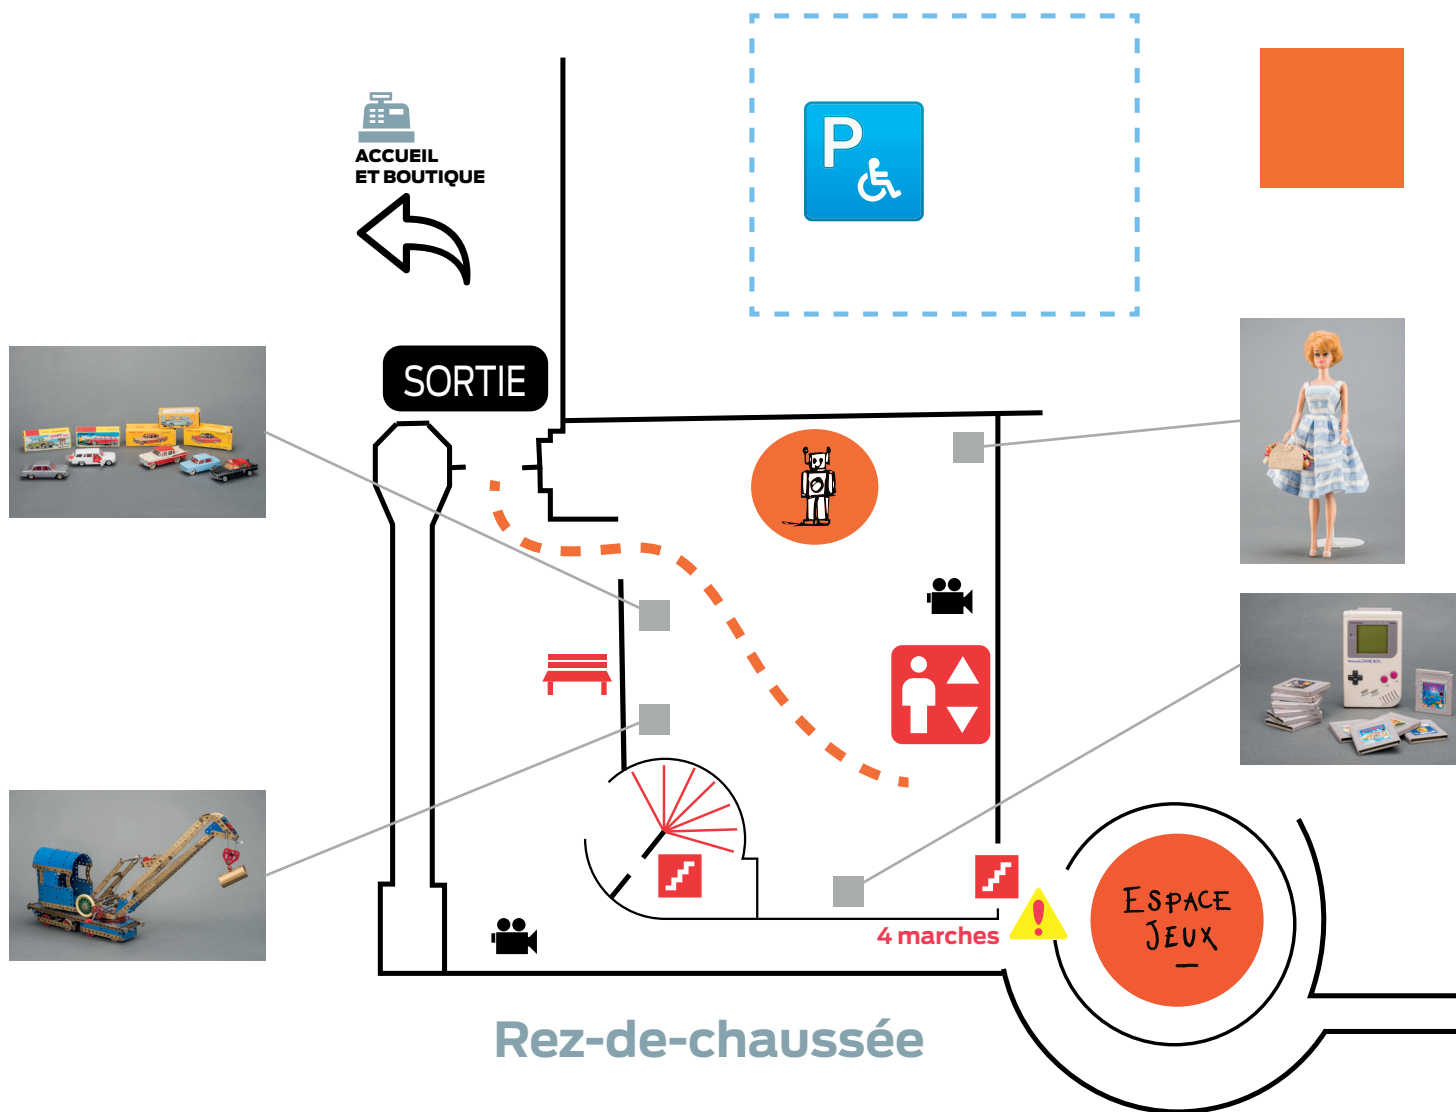 ACCUEIL
ET BOUTIQUE
P
SORTIE
4 marches
ESPACE
JEUX
Rez-de-chaussée